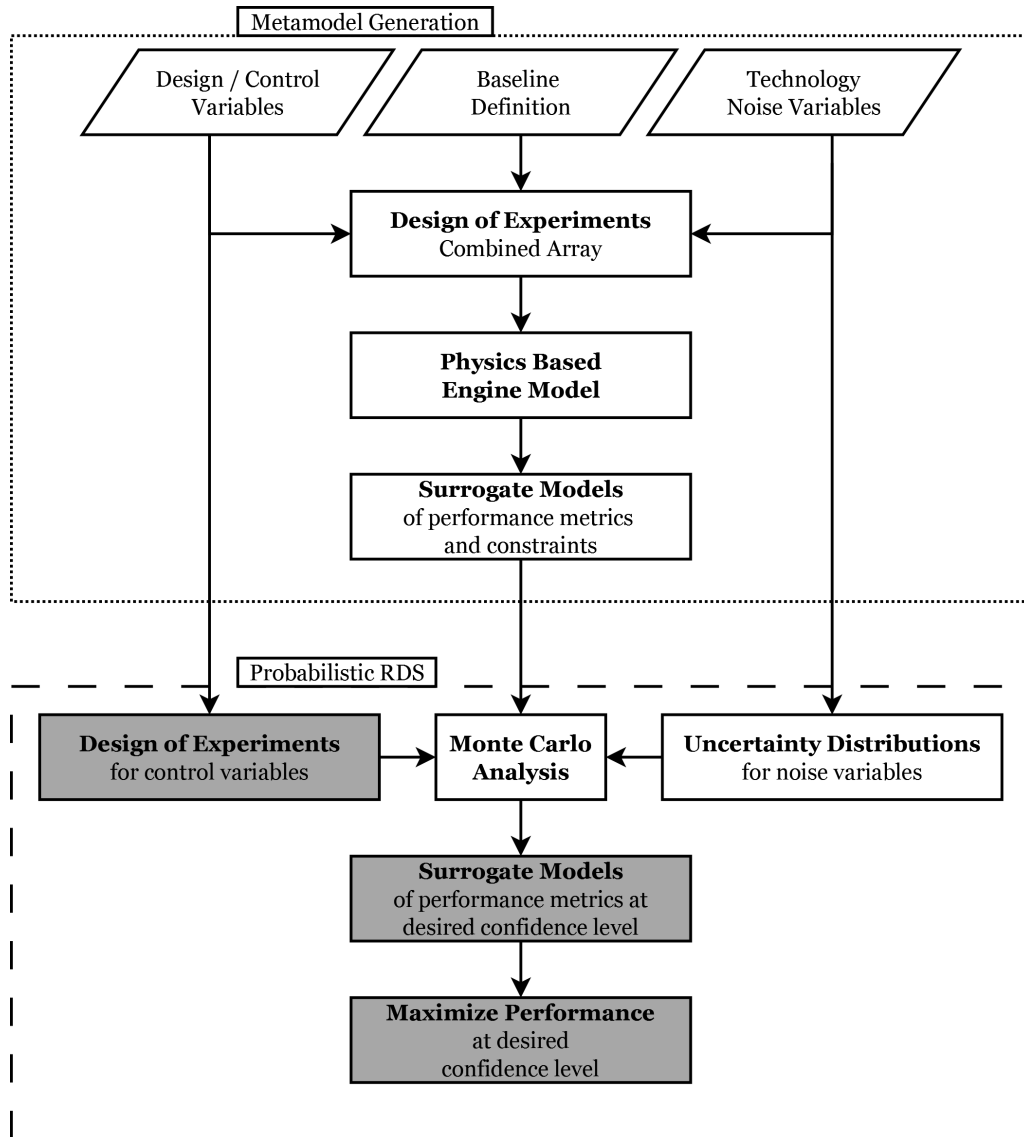 Metamodel Generation
Design / Control
Variables
Baseline
Definition
Technology
Noise Variables
Design of Experiments
Combined Array
Physics Based
Engine Model
Surrogate Models
of performance metrics
and constraints
Probabilistic RDS
Design of Experiments
for control variables
Monte Carlo
Analysis
Uncertainty Distributions
for noise variables
Surrogate Models
of performance metrics at
desired confidence level
Maximize Performance
at desired
confidence level